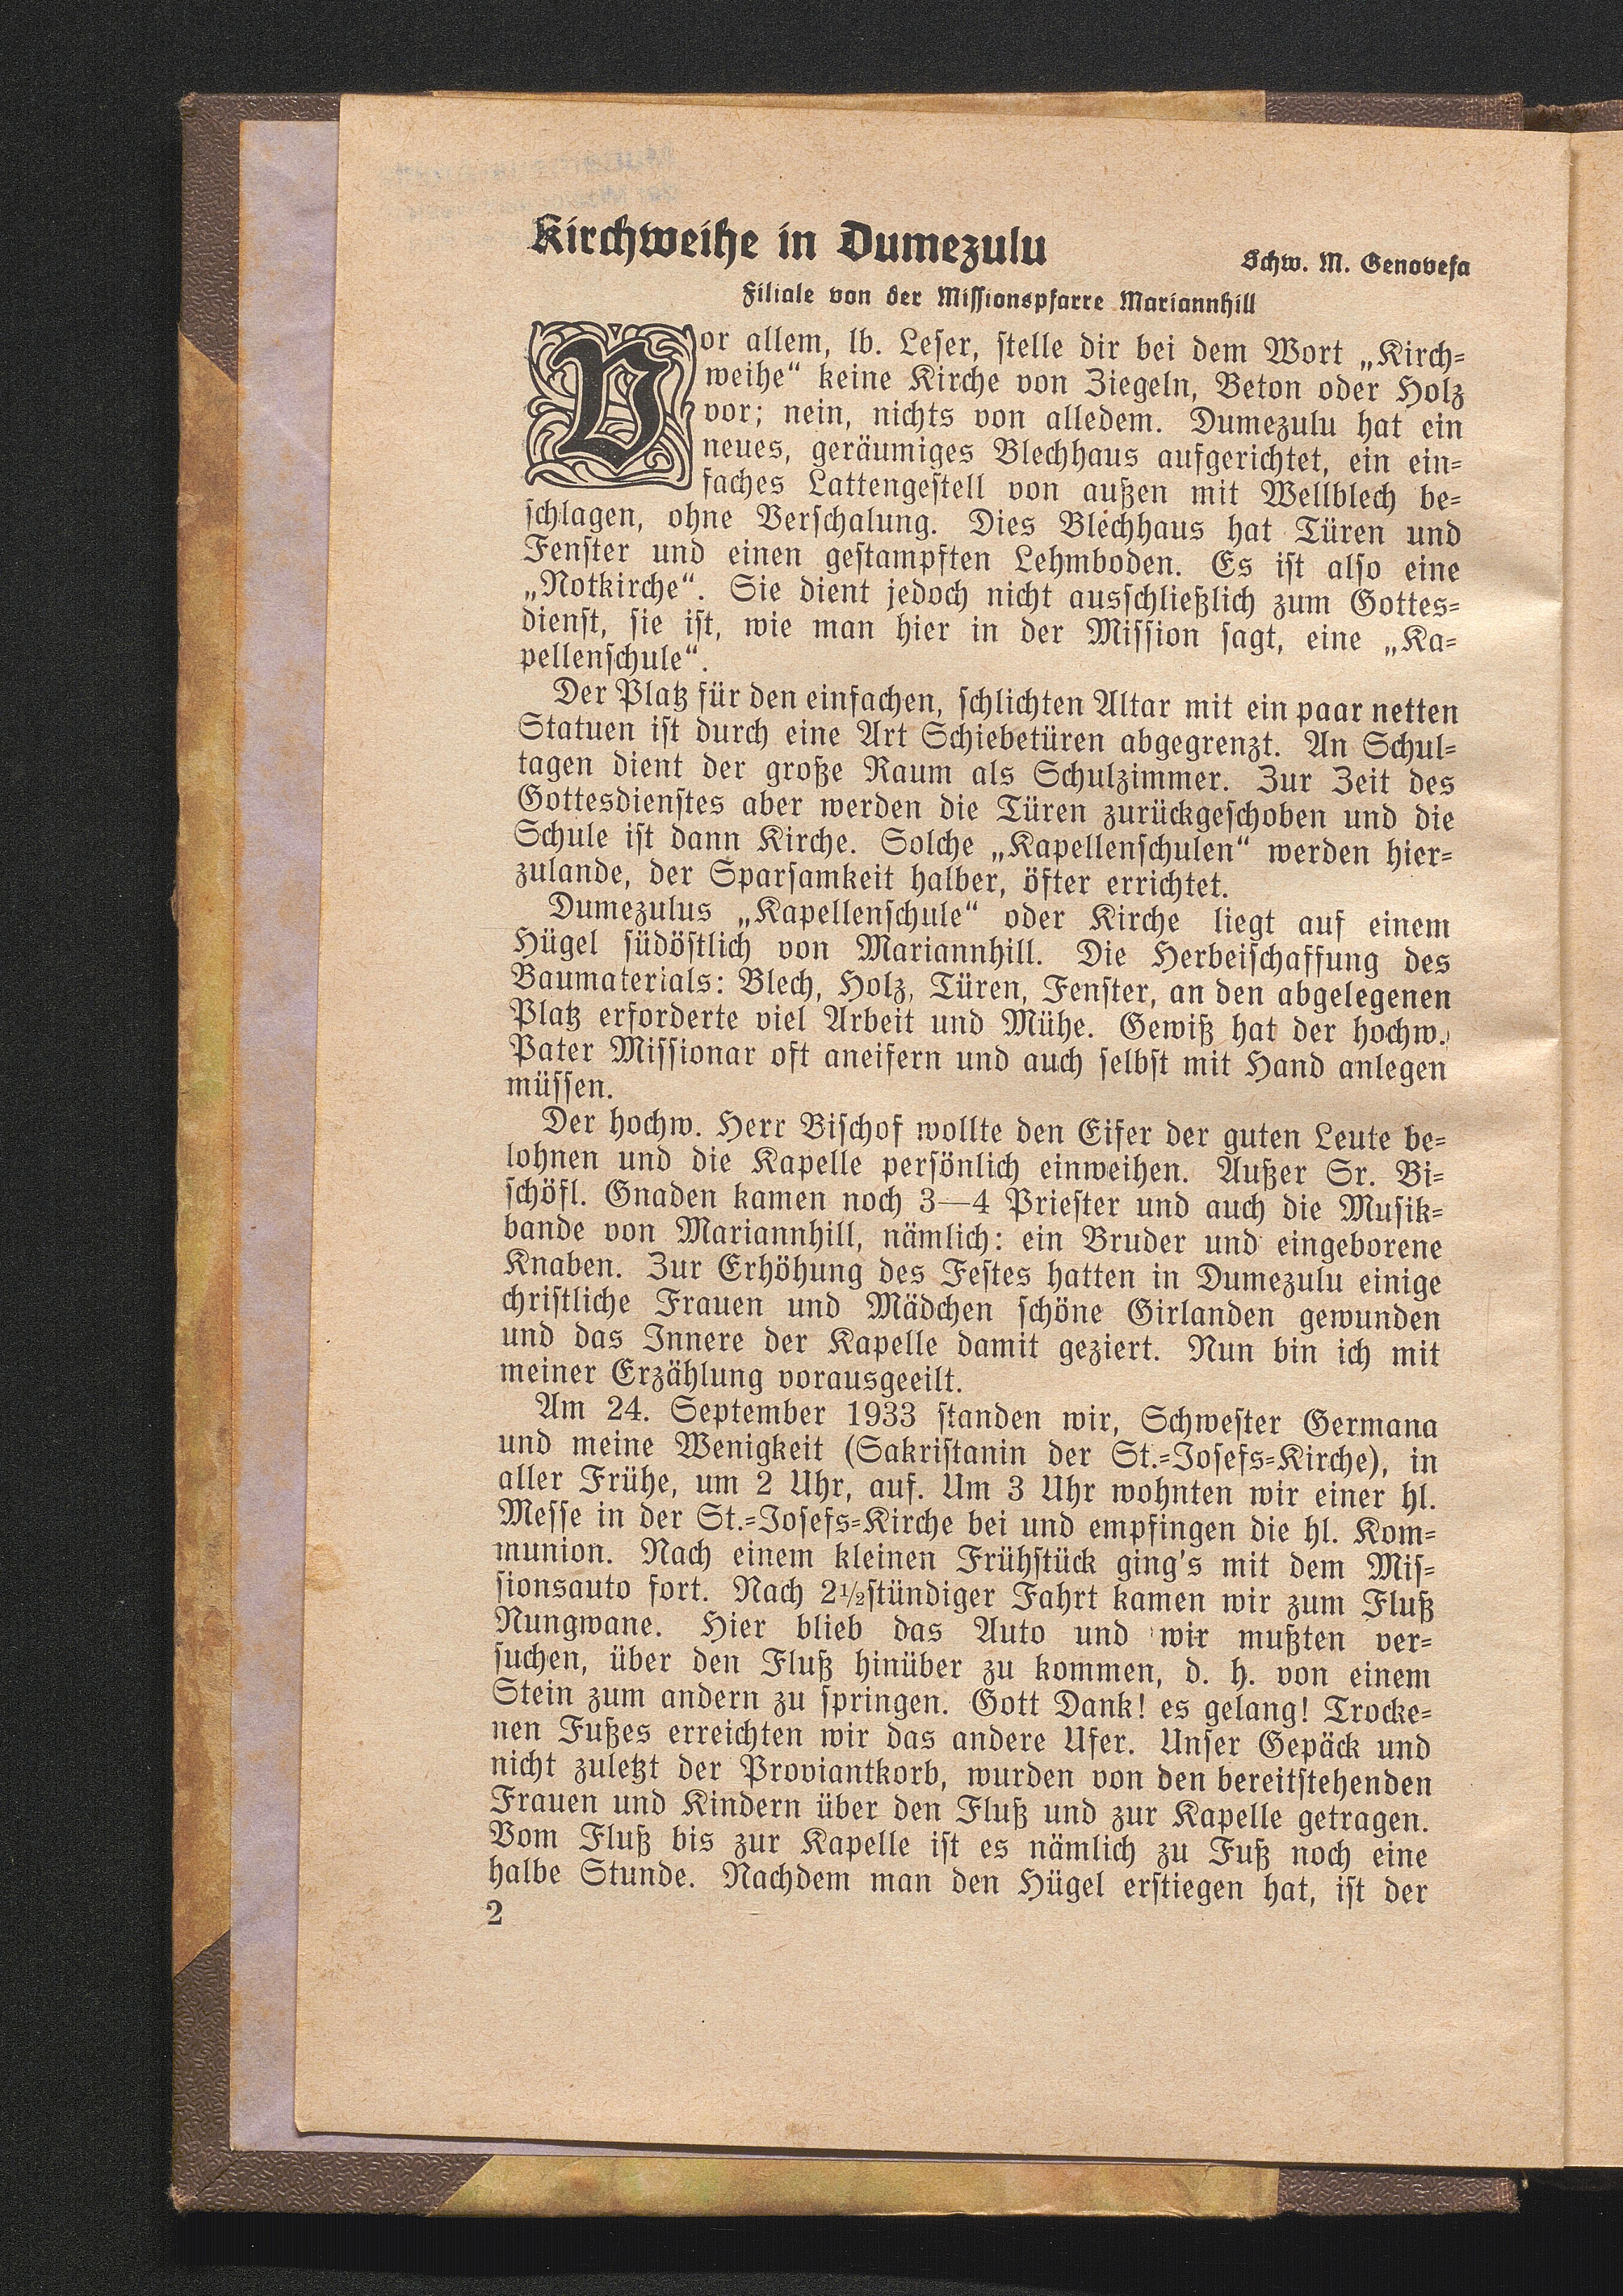 Kirchweihe in Dumezulu
Schw. M. Genovefa
Filiale von der Missionspfarre Mariannhill
Vor allem, lb. Leser, stelle dir bei dem Wort „Kirch-
weihe“ keine Kirche von Ziegeln, Beton oder Holz
vor; nein, nichts von alledem. Dumezulu hat ein
neues, geräumiges Blechhaus aufgerichtet, ein ein-
faches Lattengestell von außen mit Wellblech be-
schlagen, ohne Verschalung. Dies Blechhaus hat Türen und
Fenster und einen gestampften Lehmboden. Es ist also eine
„Notkirche“. Sie dient jedoch nicht ausschließlich zum Gottes-
dienst, sie ist, wie man hier in der Mission sagt, eine „Ka-
pellenschule“.
Der Platz für den einfachen, schlichten Altar mit ein paar netten
Statuen ist durch eine Art Schiebetüren abgegrenzt. An Schul-
tagen dient der große Raum als Schulzimmer. Zur Zeit des
Gottesdienstes aber werden die Türen zurückgeschoben und die
Schule ist dann Kirche. Solche „Kapellenschulen“ werden hier-
zulande, der Sparsamkeit halber, öfter errichtet.
Dumezulus „Kapellenschule“ oder Kirche liegt auf einem
Hügel südöstlich von Mariannhill. Die Herbeischaffung des
Baumaterials: Blech, Holz, Türen, Fenster, an den abgelegenen
Platz erforderte viel Arbeit und Mühe. Gewiß hat der hochw.
Pater Missionar oft aneifern und auch selbst mit Hand anlegen
müssen.
Der hochw. Herr Bischof wollte den Eifer der guten Leute be-
lohnen und die Kapelle persönlich einweihen. Außer Sr. Bi-
schöfl. Gnaden kamen noch 3—4 Priester und auch die Musik-
bande von Mariannhill, nämlich: ein Bruder und eingeborene
Knaben. Zur Erhöhung des Festes hatten in Dumezulu einige
christliche Frauen und Mädchen schöne Girlanden gewunden
und das Innere der Kapelle damit geziert. Nun bin ich mit
meiner Erzählung vorausgeeilt.
Am 24. September 1933 standen wir, Schwester Germana
und meine Wenigkeit (Sakristanin der St.-Josefs-Kirche), in
aller Frühe, um 2 Uhr, auf. Um 3 Uhr wohnten wir einer hl.
Messe in der St.-Josefs-Kirche bei und empfingen die hl. Kom-
munion. Nach einem kleinen Frühstück ging's mit dem Mis-
sionsauto fort. Nach 2½stündiger Fahrt kamen wir zum Fluß
Nungwane. Hier blieb das Auto und wir mußten ver-
suchen, über den Fluß hinüber zu kommen, d. h. von einem
Stein zum andern zu springen. Gott Dank! es gelang! Trocke-
nen Fußes erreichten wir das andere Ufer. Unser Gepäck und
nicht zuletzt der Proviantkorb, wurden von den bereitstehenden
Frauen und Kindern über den Fluß und zur Kapelle getragen.
Vom Fluß bis zur Kapelle ist es nämlich zu Fuß noch eine
halbe Stunde. Nachdem man den Hügel erstiegen hat, ist der
2